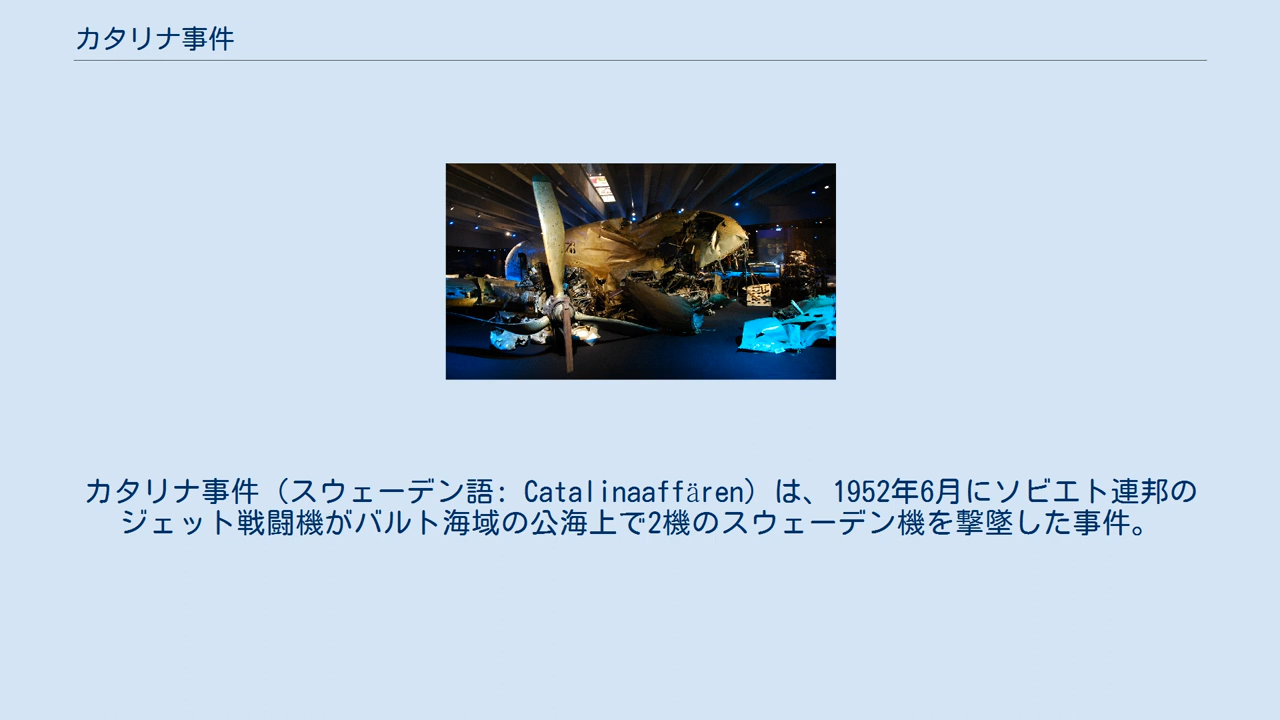 カタリナ事件
カタリナ事件（スウェーデン語: Catalinaaffären）は、1952年6月にソビエト連邦の
ジェット戦闘機がバルト海域の公海上で2機のスウェーデン機を撃墜した事件。